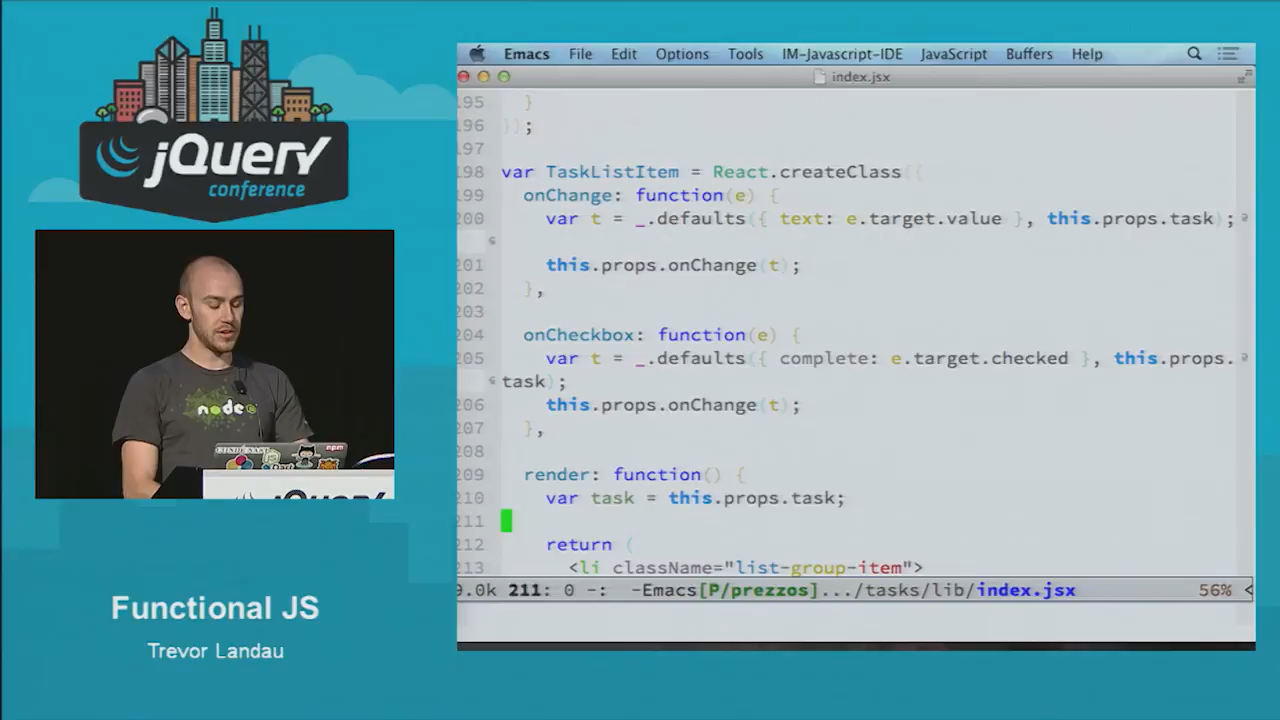 jQuery
conference
node
npm
Functional JS
Trevor Landau
Emacs File Edit Options Tools IM-Javascript-IDE JavaScript Buffers Help
index.jsx
195 }
196 });
197
198 var TaskListItem = React.createClass({
199 onChange: function(e) {
200 var t = _.defaults({ text: e.target.value }, this.props.task);
201 this.props.onChange(t);
202 },
203
204 onCheckbox: function(e) {
205 var t = _.defaults({ complete: e.target.checked }, this.props.
task);
206 this.props.onChange(t);
207 },
208
209 render: function() {
210 var task = this.props.task;
211
212 return (
213 <li className="list-group-item">
9.0k 211: 0 -: -Emacs[P/prezzos].../tasks/lib/index.jsx 56% <